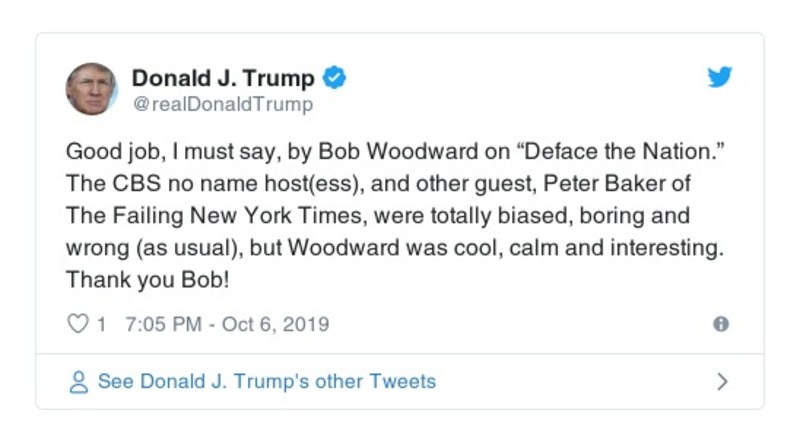 Donald J. Trump
@realDonaldTrump
Good job, I must say, by Bob Woodward on “Deface the Nation.”
The CBS no name host(ess), and other guest, Peter Baker of
The Failing New York Times, were totally biased, boring and
wrong (as usual), but Woodward was cool, calm and interesting.
Thank you Bob!
1 7:05 PM - Oct 6, 2019
See Donald J. Trump's other Tweets